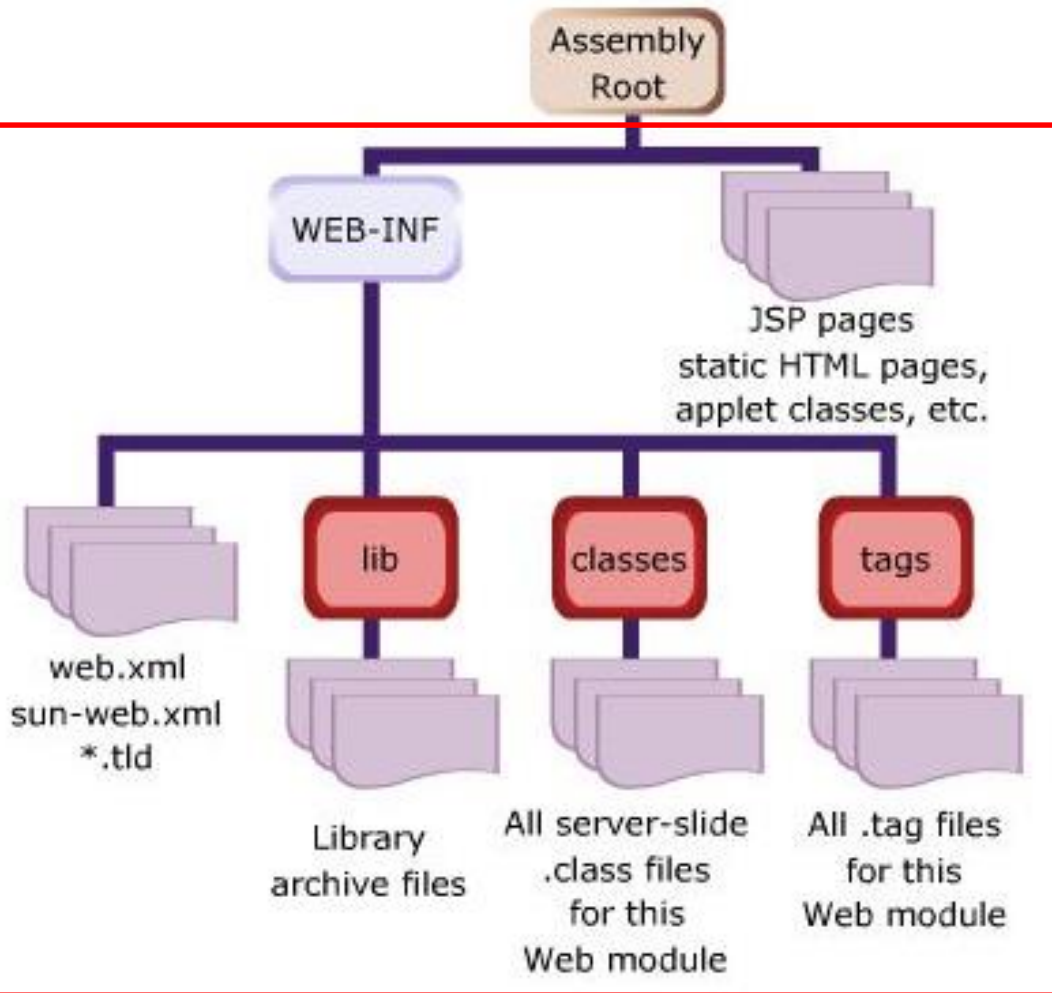 Assembly
Root
WEB-INF
JSP pages
static HTML pages,
applet classes, etc.
lib
classes
tags
web.xml
sun-web.xml
*.tld
Library
archive files
All server-slide
.class files
for this
Web module
All .tag files
for this
Web module